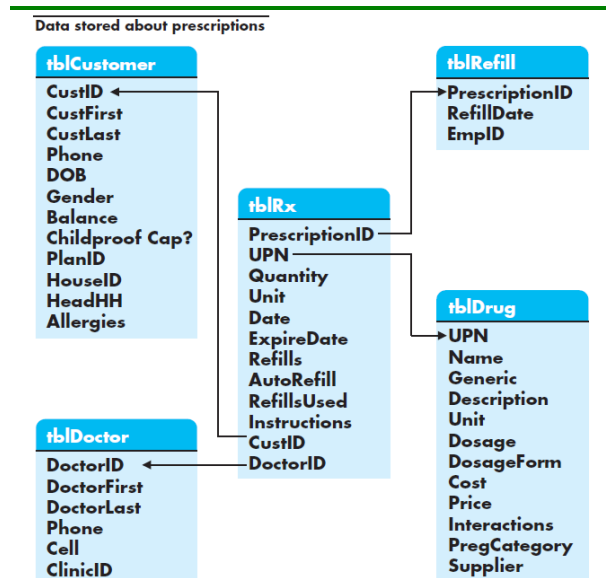 Data stored about prescriptions
tblCustomer
CustID
CustFirst
CustLast
Phone
DOB
Gender
Balance
Childproof Cap?
PlanID
HouseID
HeadHH
Allergies
tblDoctor
DoctorID
DoctorFirst
DoctorLast
Phone
Cell
ClinicID
tblRx
PrescriptionID
UPN
Quantity
Unit
Date
ExpireDate
Refills
AutoRefill
RefillsUsed
Instructions
CustID
DoctorID
tblRefill
PrescriptionID
RefillDate
EmpID
tblDrug
UPN
Name
Generic
Description
Unit
Dosage
DosageForm
Cost
Price
Interactions
PregCategory
Supplier